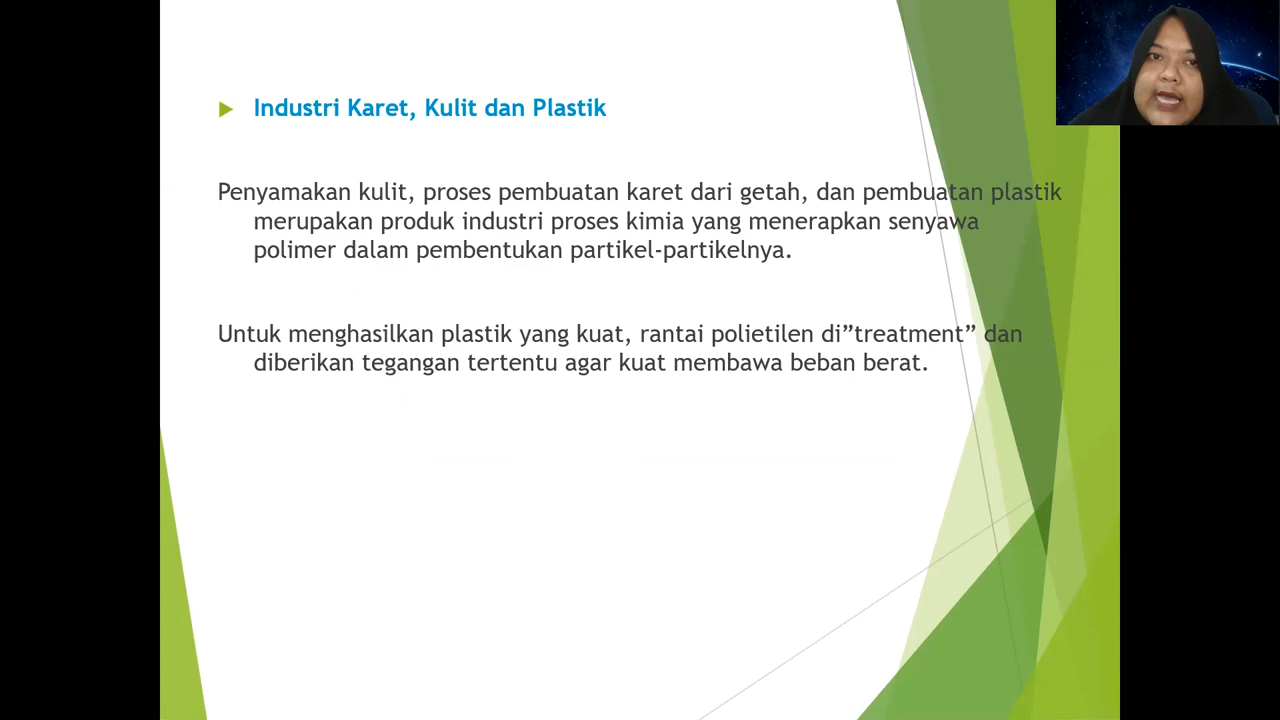 Industri Karet, Kulit dan Plastik
Penyamakan kulit, proses pembuatan karet dari getah, dan pembuatan plastik
merupakan produk industri proses kimia yang menerapkan senyawa
polimer dalam pembentukan partikel-partikelnya.
Untuk menghasilkan plastik yang kuat, rantai polietilen di”treatment” dan
diberikan tegangan tertentu agar kuat membawa beban berat.